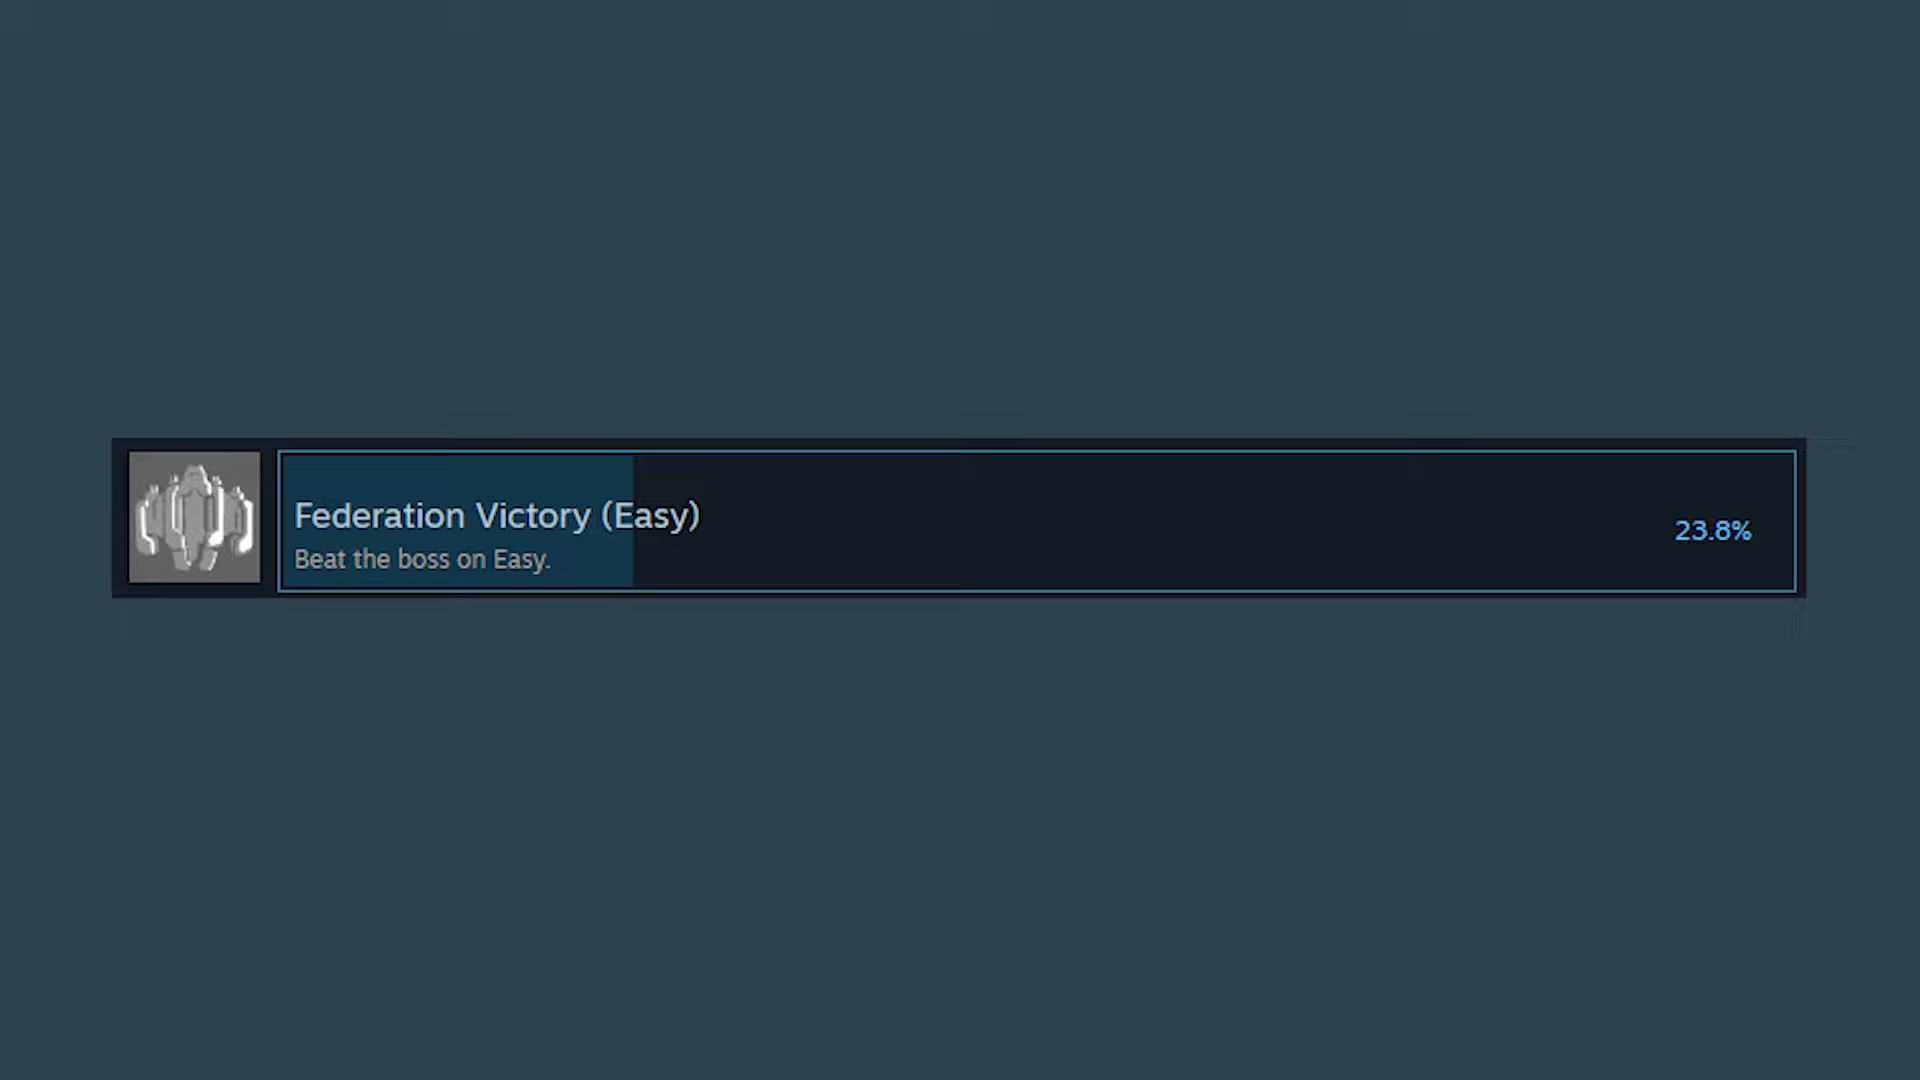 Federation Victory (Easy)
Beat the boss on Easy.
23.8%